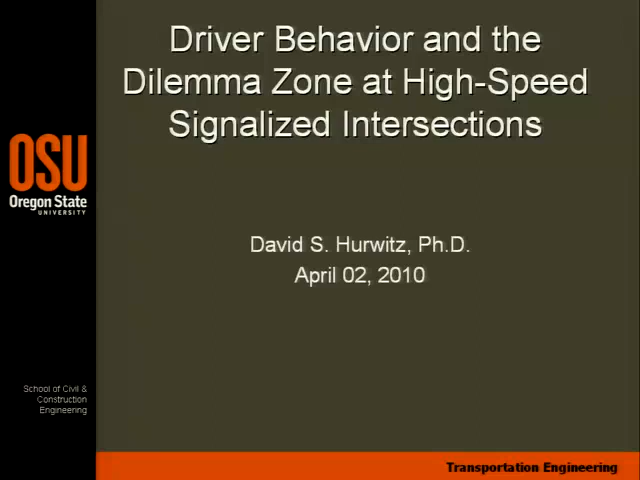 Driver Behavior and the
Dilemma Zone at High-Speed
Signalized Intersections
OSU
Oregon State
UNIVERSITY
David S. Hurwitz, Ph.D.
April 02, 2010
School of Civil &
Construction
Engineering
Transportation Engineering